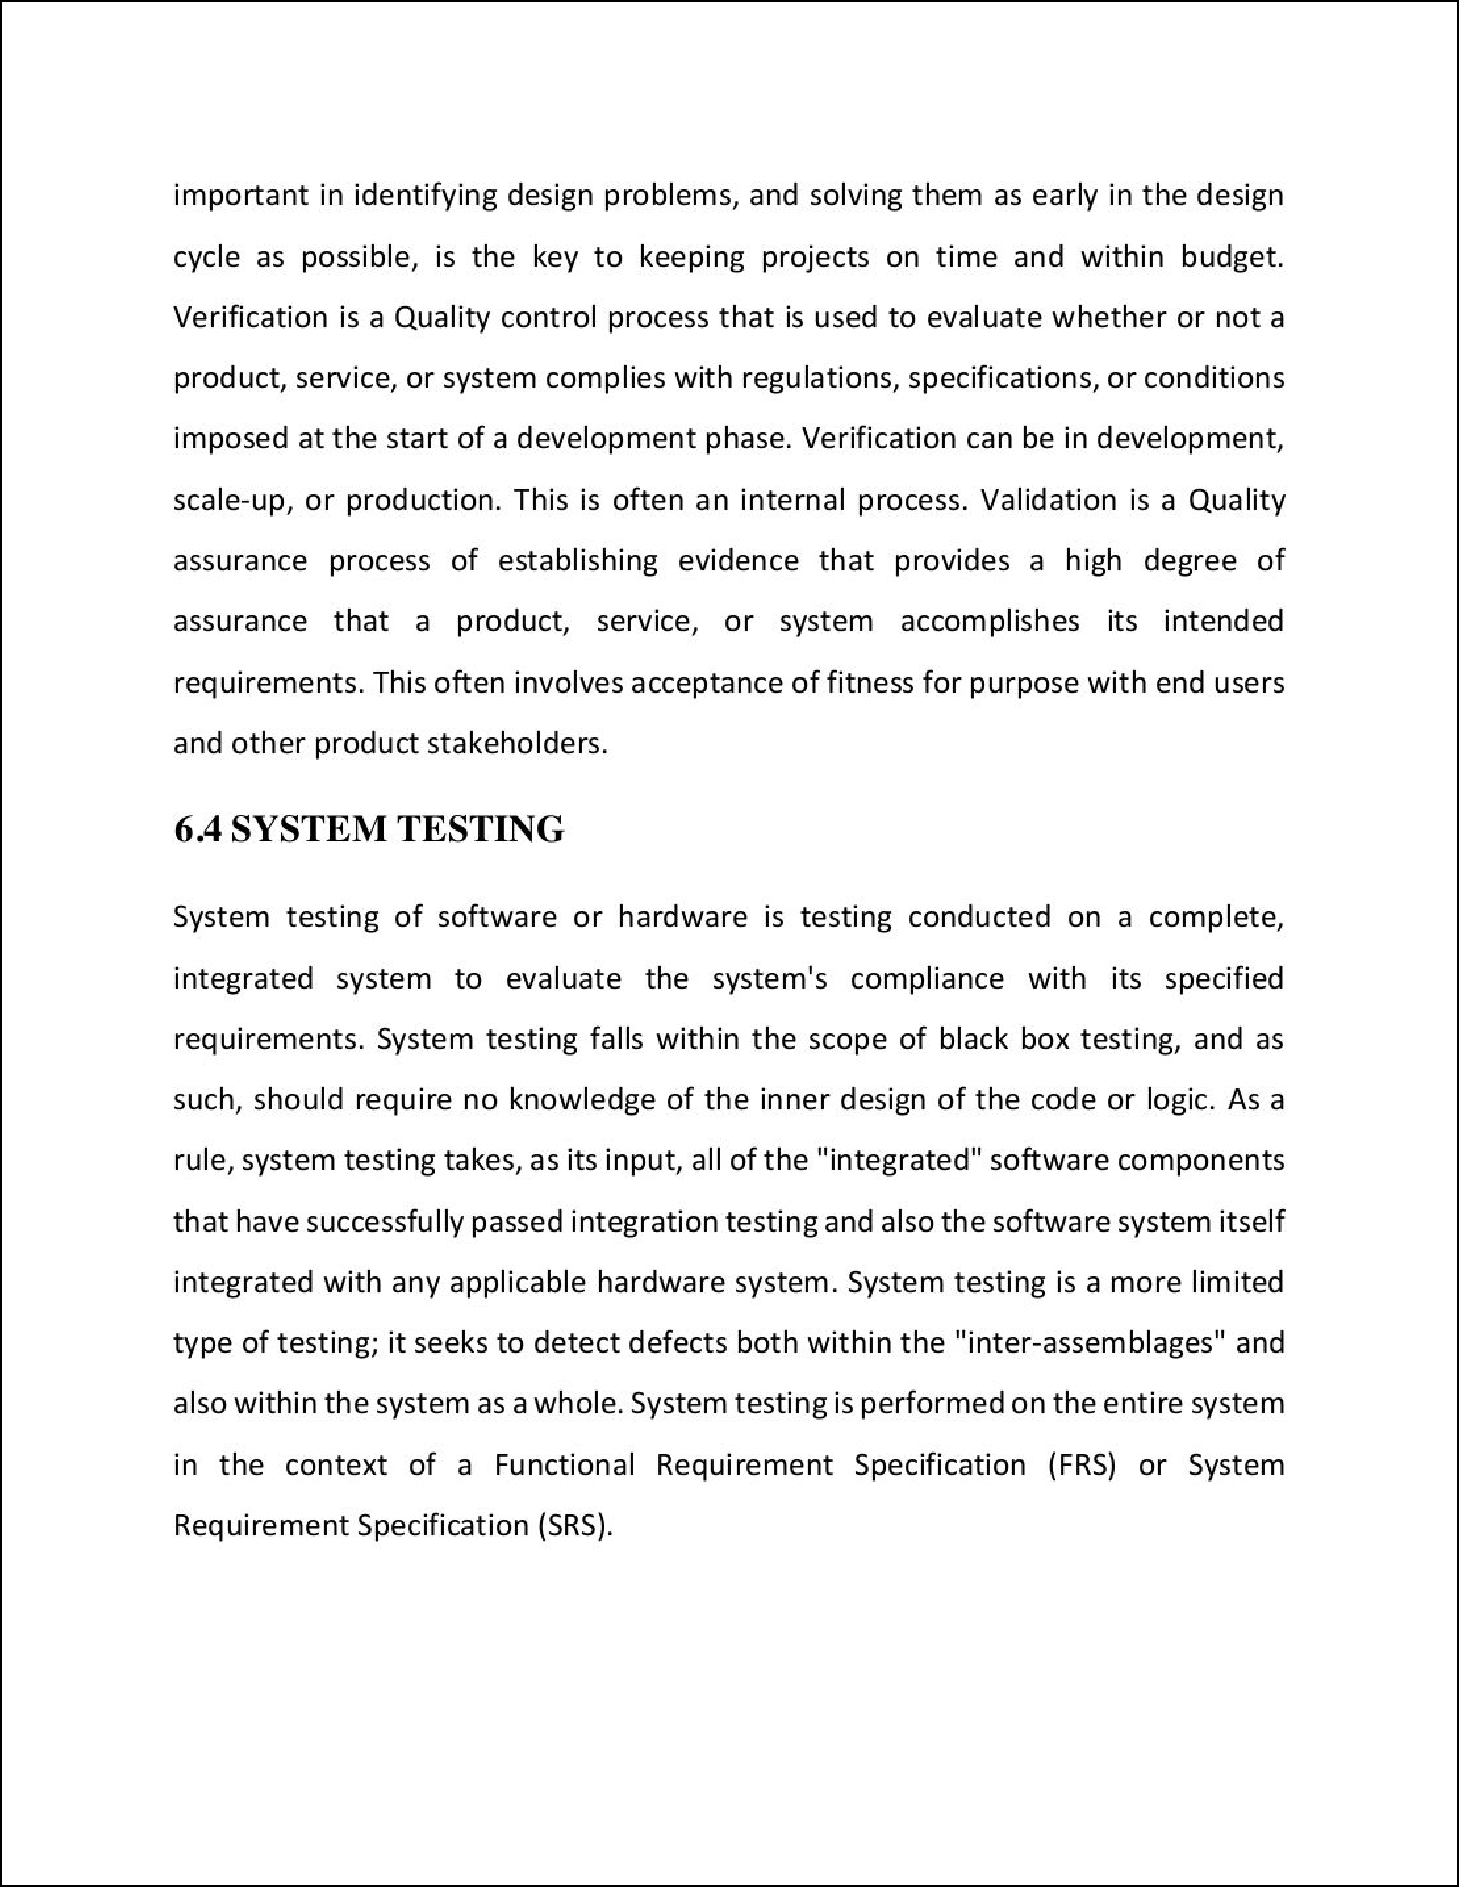 important in identifying design problems, and solving them as early in the design
cycle as possible, is the key to keeping projects on time and within budget.
Verification is a Quality control process that is used to evaluate whether or not a
product, service, or system complies with regulations, specifications, or conditions
imposed at the start of a development phase. Verification can be in development,
scale-up, or production. This is often an internal process. Validation is a Quality
assurance process of establishing evidence that provides a high degree of
assurance that a product, service, or system accomplishes its intended
requirements. This often involves acceptance of fitness for purpose with end users
and other product stakeholders.
6.4 SYSTEM TESTING
System testing of software or hardware is testing conducted on a complete,
integrated system to evaluate the system's compliance with its specified
requirements. System testing falls within the scope of black box testing, and as
such, should require no knowledge of the inner design of the code or logic. As a
rule, system testing takes, as its input, all of the "integrated" software components
that have successfully passed integration testing and also the software system itself
integrated with any applicable hardware system. System testing is a more limited
type of testing; it seeks to detect defects both within the "inter-assemblages" and
also within the system as a whole. System testing is performed on the entire system
in the context of a Functional Requirement Specification (FRS) or System
Requirement Specification (SRS).